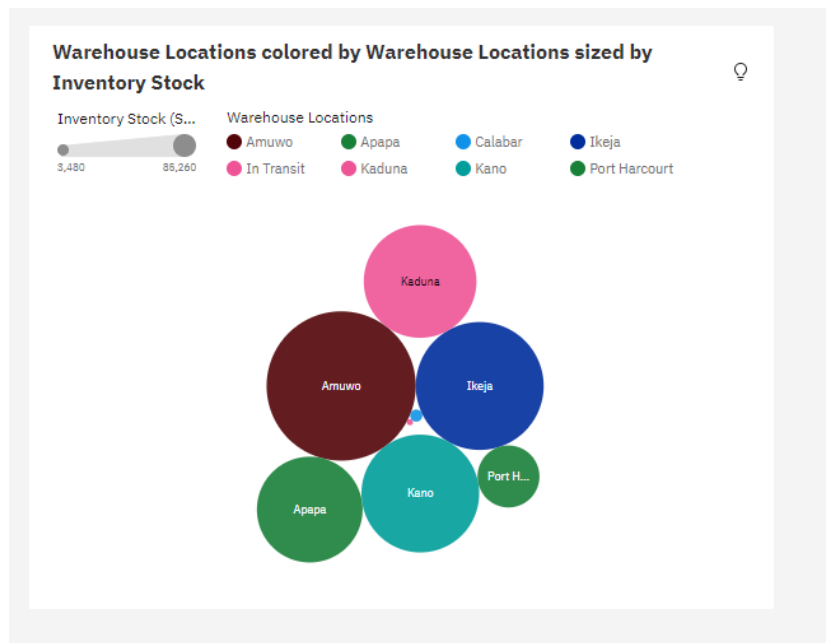 Warehouse Locations colored by Warehouse Locations sized by
Inventory Stock
Inventory Stock (S...
Warehouse Locations
3,480
85,260
Amuwo
Apapa
Calabar
Ikeja
In Transit
Kaduna
Kano
Port Harcourt
Kaduna
Amuwo
Ikeja
Port H...
Kano
Apapa